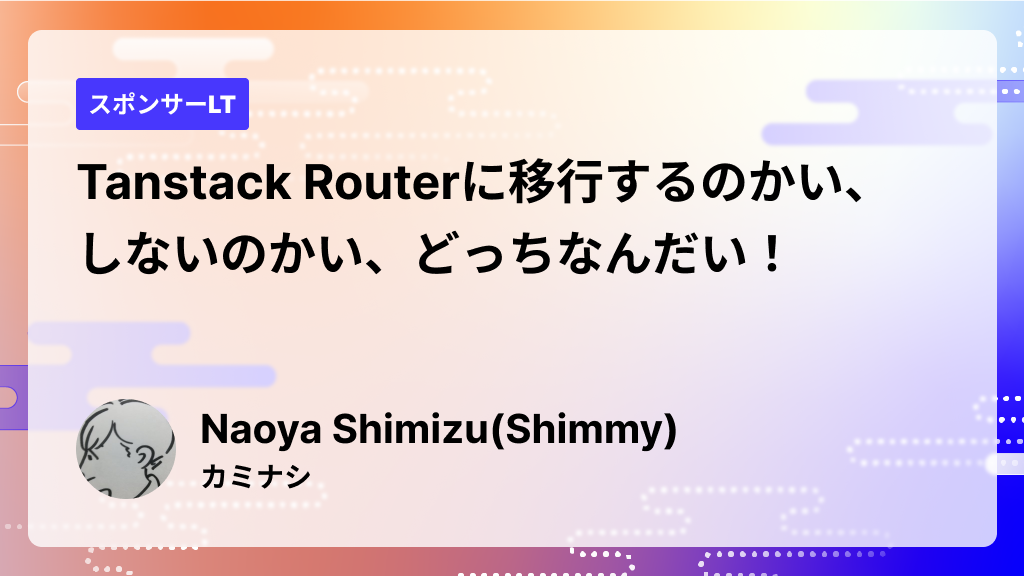 スポンサーLT
Tanstack Routerに移行するのかい、
しないのかい、どっちなんだい！
Naoya Shimizu(Shimmy)
カミナシ